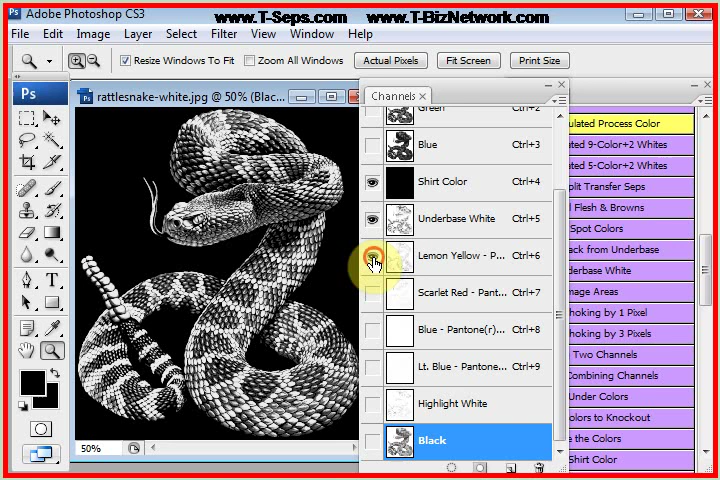 Adobe Photoshop CS3
www.T-Seps.com www.T-BizNetwork.com
File Edit Image Layer Select Filter View Window Help
Resize Windows To Fit Zoom All Windows Actual Pixels Fit Screen Print Size
Ps
rattlesnake-white.jpg @ 50% (Blac...
50%
Channels
Green Ctrl+2
Blue Ctrl+3
Shirt Color Ctrl+4
Underbase White Ctrl+5
Lemon Yellow - P... Ctrl+6
Scarlet Red - Pant... Ctrl+7
Blue - Pantone(r)... Ctrl+8
Lt. Blue - Pantone... Ctrl+9
Highlight White
Black
ulated Process Color
ated 9-Color+2 Whites
ated 5-Color+2 Whites
plit Transfer Seps
l Flesh & Browns
Spot Colors
lack from Underbase
derbase White
mage Areas
hoking by 1 Pixel
hoking by 3 Pixels
Two Channels
Combining Channels
Under Colors
olors to Knockout
e the Colors
Shirt Color